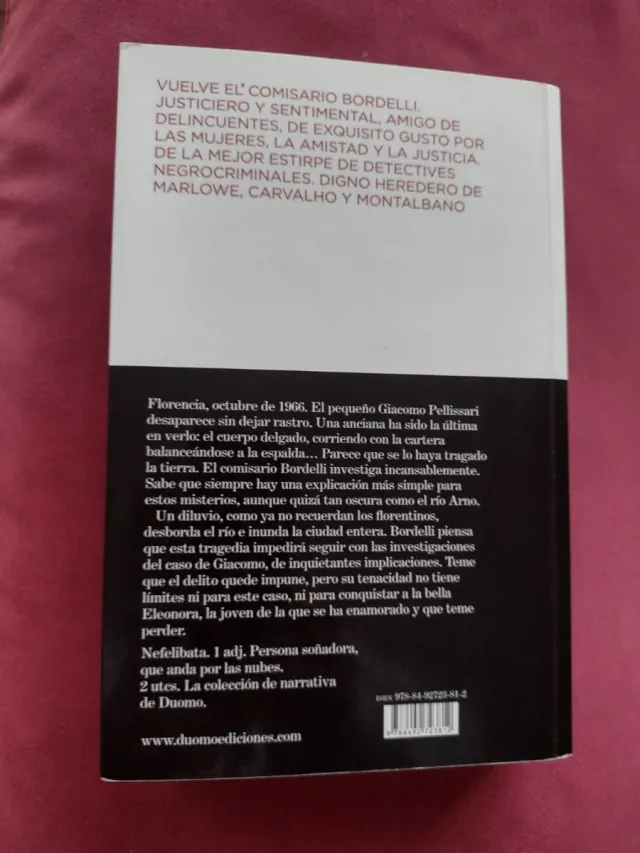 VUELVE EL COMISARIO BORDELLI.
JUSTICIERO Y SENTIMENTAL, AMIGO DE
DELINCUENTES, DE EXQUISITO GUSTO POR
LAS MUJERES, LA AMISTAD Y LA JUSTICIA.
DE LA MEJOR ESTIRPE DE DETECTIVES
NEGROCRIMINALES. DIGNO HEREDERO DE
MARLOWE, CARVALHO Y MONTALBANO
Florencia, octubre de 1966. El pequeño Giacomo Pellissari
desaparece sin dejar rastro. Una anciana ha sido la última
en verlo: el cuerpo delgado, corriendo con la cartera
balanceándose a la espalda... Parece que se lo haya tragado
la tierra. El comisario Bordelli investiga incansablemente.
Sabe que siempre hay una explicación más simple para
estos misterios, aunque quizá tan oscura como el río Arno.
Un diluvio, como ya no recuerdan los florentinos,
desborda el río e inunda la ciudad entera. Bordelli piensa
que esta tragedia impedirá seguir con las investigaciones
del caso de Giacomo, de inquietantes implicaciones. Teme
que el delito quede impune, pero su tenacidad no tiene
límites ni para este caso, ni para conquistar a la bella
Eleonora, la joven de la que se ha enamorado y que teme
perder.
Nefelibata. 1 adj. Persona soñadora,
que anda por las nubes,
2 utcs. La colección de narrativa
de Duomo.
ISBN 978-84-92723-81-2
www.duomoediciones.com